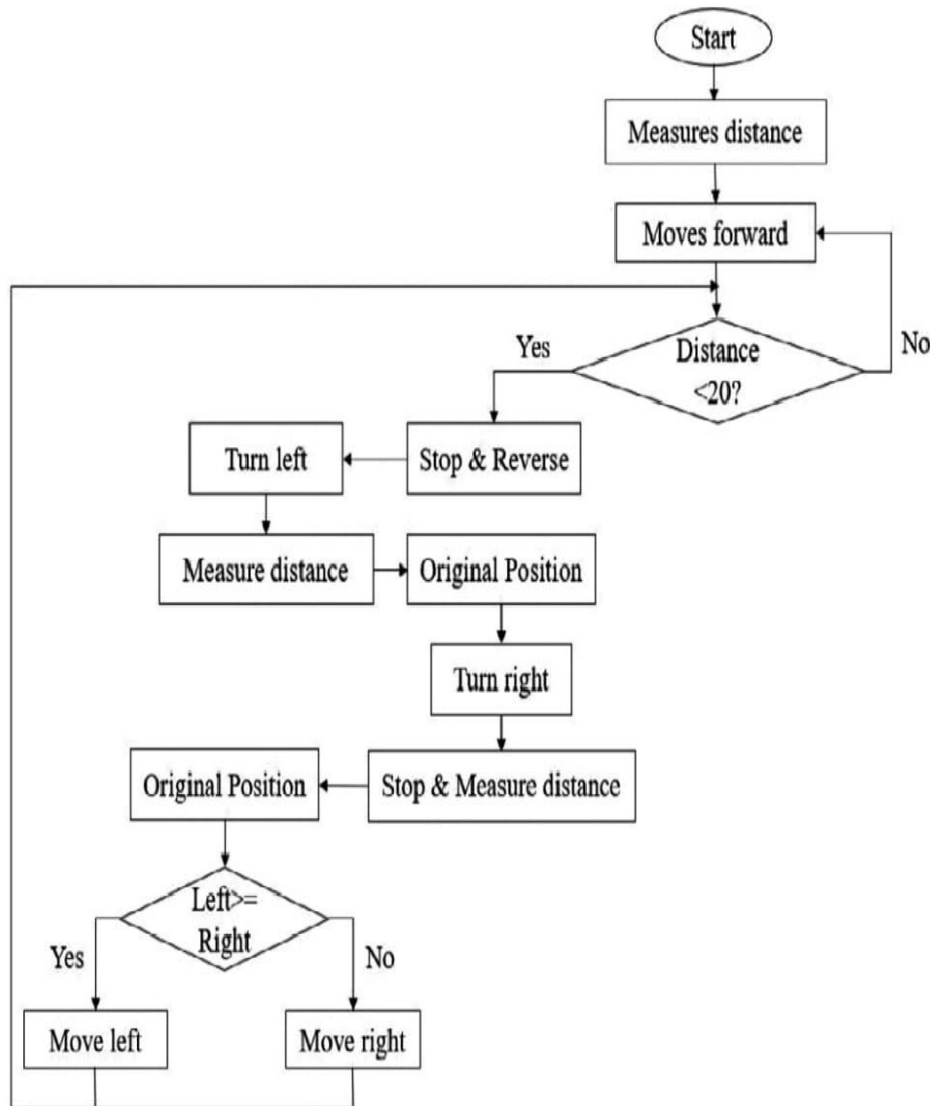 Start
Measures distance
Moves forward
Yes
Distance
<20?
No
Turn left
Stop & Reverse
Measure distance
Original Position
Turn right
Original Position
Stop & Measure distance
Left>=
Right
Yes
No
Move left
Move right